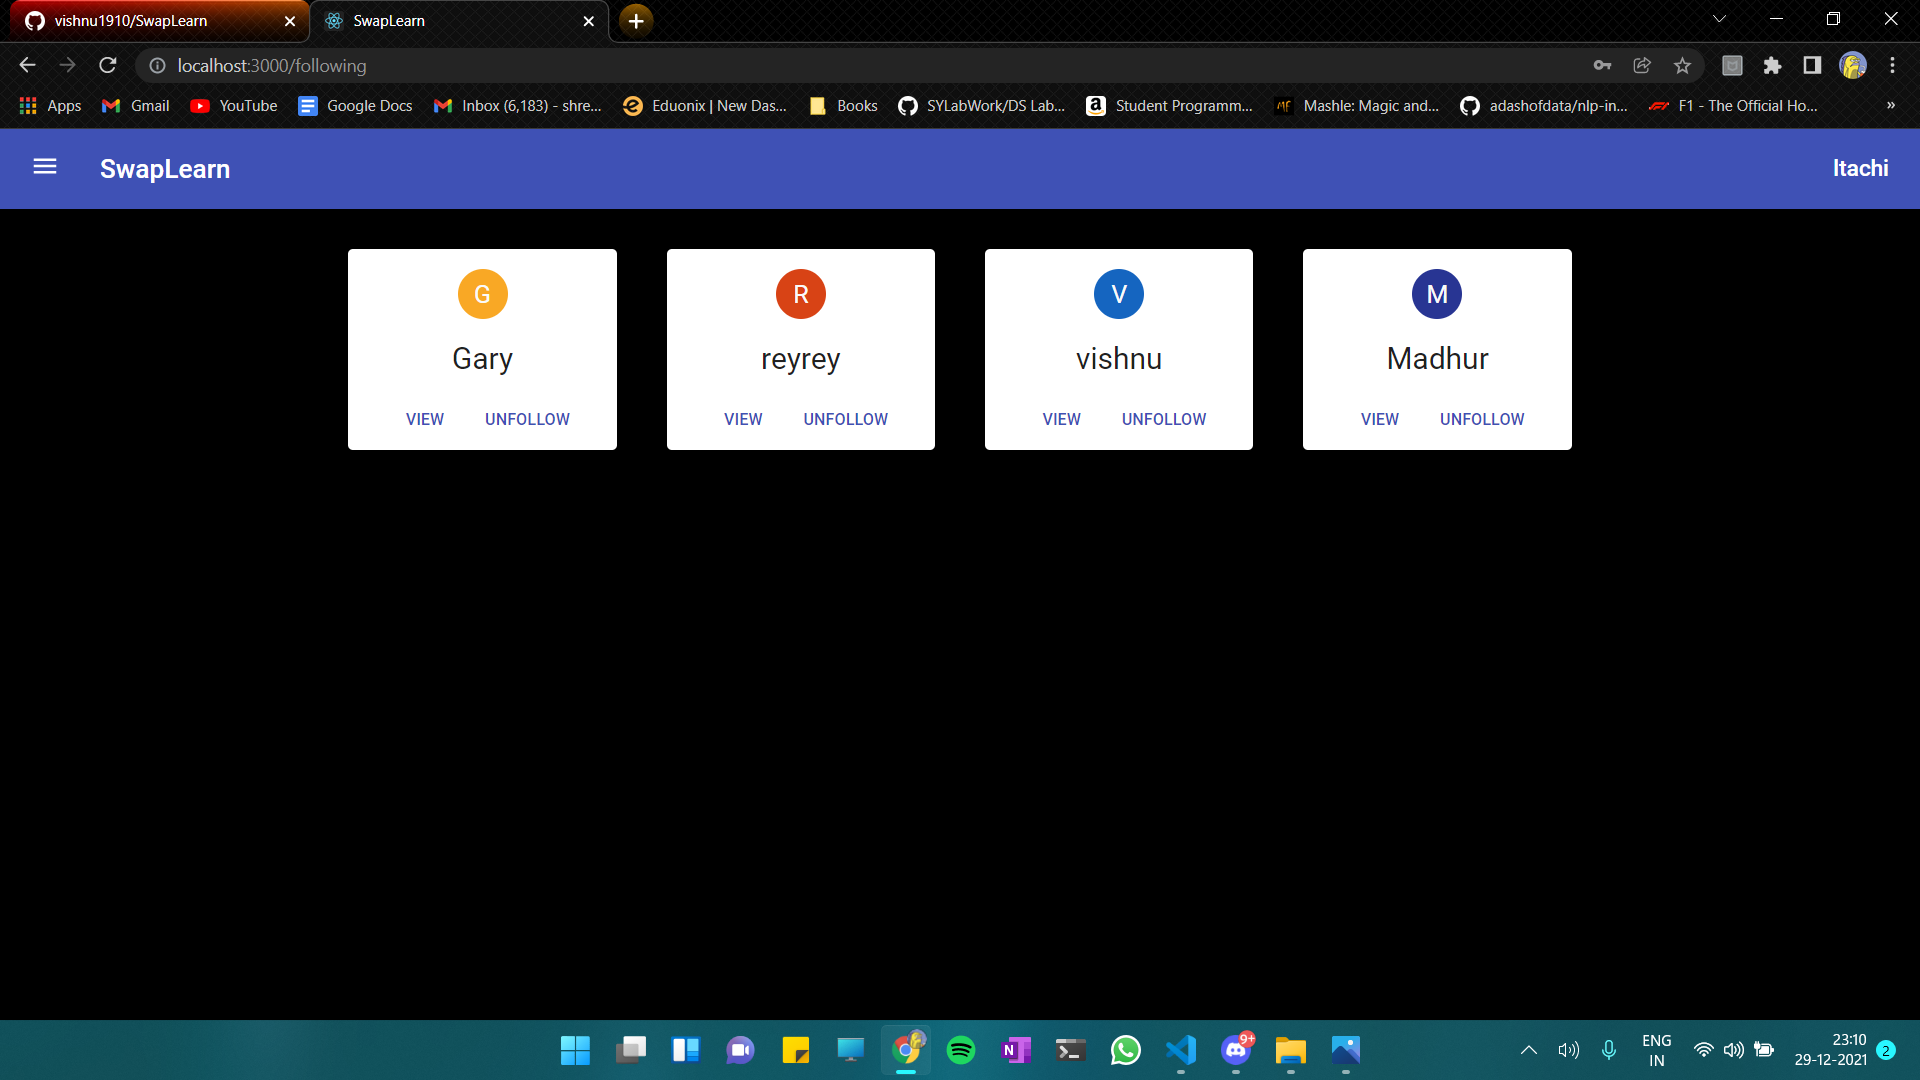 vishnu1910/SwapLearn
SwapLearn
localhost:3000/following
Apps
Gmail
YouTube
Google Docs
Inbox (6,183) - shre...
Eduonix | New Das...
Books
SYLabWork/DS Lab...
Student Programm...
Mashle: Magic and...
adashofdata/nlp-in...
F1 - The Official Ho...
»
SwapLearn
Itachi
G
R
V
M
Gary
reyrey
vishnu
Madhur
VIEW UNFOLLOW
VIEW UNFOLLOW
VIEW UNFOLLOW
VIEW UNFOLLOW
9+
ENG
IN
23:10
29-12-2021
2